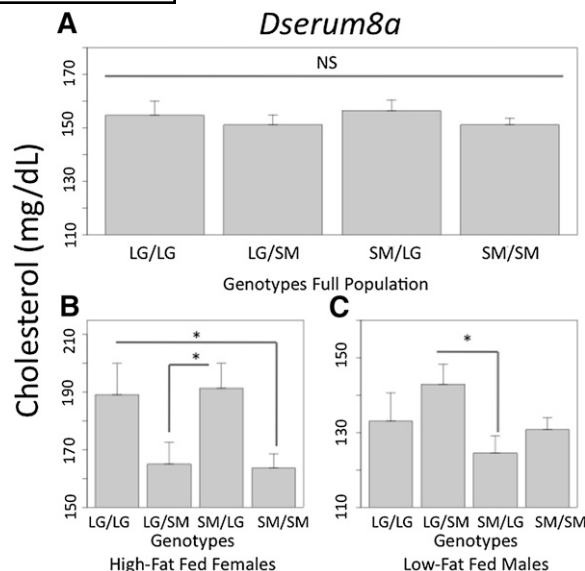 A Dserum8a
Cholesterol (mg/dL)
170
150
130
110
NS
LG/LG LG/SM SM/LG SM/SM
Genotypes Full Population
B
210
190
170
150
*
*
LG/LG LG/SM SM/LG SM/SM
Genotypes
High-Fat Fed Females
C
150
130
110
*
LG/LG LG/SM SM/LG SM/SM
Genotypes
Low-Fat Fed Males